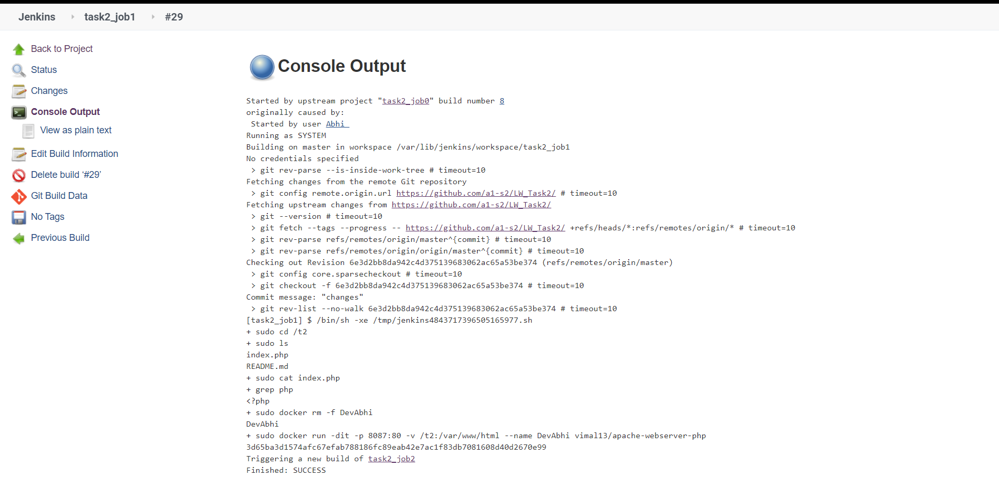 Jenkins task2_job1 #29
Back to Project
Status
Changes
Console Output
View as plain text
Edit Build Information
Delete build ‘#29’
Git Build Data
No Tags
Previous Build
Console Output
Started by upstream project "task2_job0" build number 8
originally caused by:
Started by user Abhi
Running as SYSTEM
Building on master in workspace /var/lib/jenkins/workspace/task2_job1
No credentials specified
> git rev-parse --is-inside-work-tree # timeout=10
Fetching changes from the remote Git repository
> git config remote.origin.url https://github.com/a1-s2/LW_Task2/ # timeout=10
Fetching upstream changes from https://github.com/a1-s2/LW_Task2/
> git --version # timeout=10
> git fetch --tags --progress -- https://github.com/a1-s2/LW_Task2/ +refs/heads/*:refs/remotes/origin/* # timeout=10
> git rev-parse refs/remotes/origin/master^{commit} # timeout=10
> git rev-parse refs/remotes/origin/origin/master^{commit} # timeout=10
Checking out Revision 6e3d2bb8da942c4d375139683062ac65a53be374 (refs/remotes/origin/master)
> git config core.sparsecheckout # timeout=10
> git checkout -f 6e3d2bb8da942c4d375139683062ac65a53be374 # timeout=10
Commit message: "changes"
> git rev-list --no-walk 6e3d2bb8da942c4d375139683062ac65a53be374 # timeout=10
[task2_job1] $ /bin/sh -xe /tmp/jenkins4843717396505165977.sh
+ sudo cd /t2
+ sudo ls
index.php
README.md
+ sudo cat index.php
+ grep php
<?php
+ sudo docker rm -f DevAbhi
DevAbhi
+ sudo docker run -dit -p 8087:80 -v /t2:/var/www/html --name DevAbhi vimal13/apache-webserver-php
3d65ba3d1574afc67efab788186fc89eab42e7ac1f83db7081608d40d2670e99
Triggering a new build of task2_job2
Finished: SUCCESS